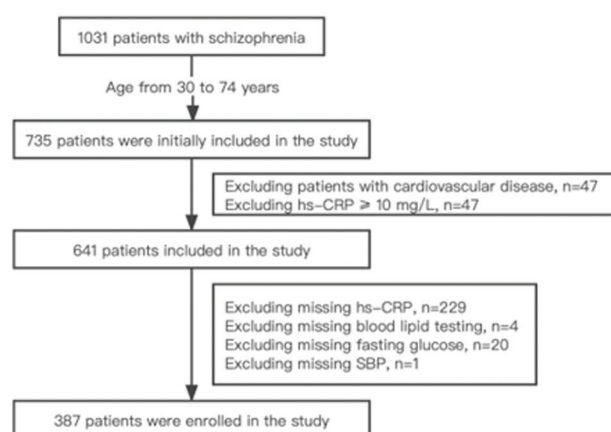 1031 patients with schizophrenia
Age from 30 to 74 years
735 patients were initially included in the study
Excluding patients with cardiovascular disease, n=47
Excluding hs-CRP ≥ 10 mg/L, n=47
641 patients included in the study
Excluding missing hs-CRP, n=229
Excluding missing blood lipid testing, n=4
Excluding missing fasting glucose, n=20
Excluding missing SBP, n=1
387 patients were enrolled in the study